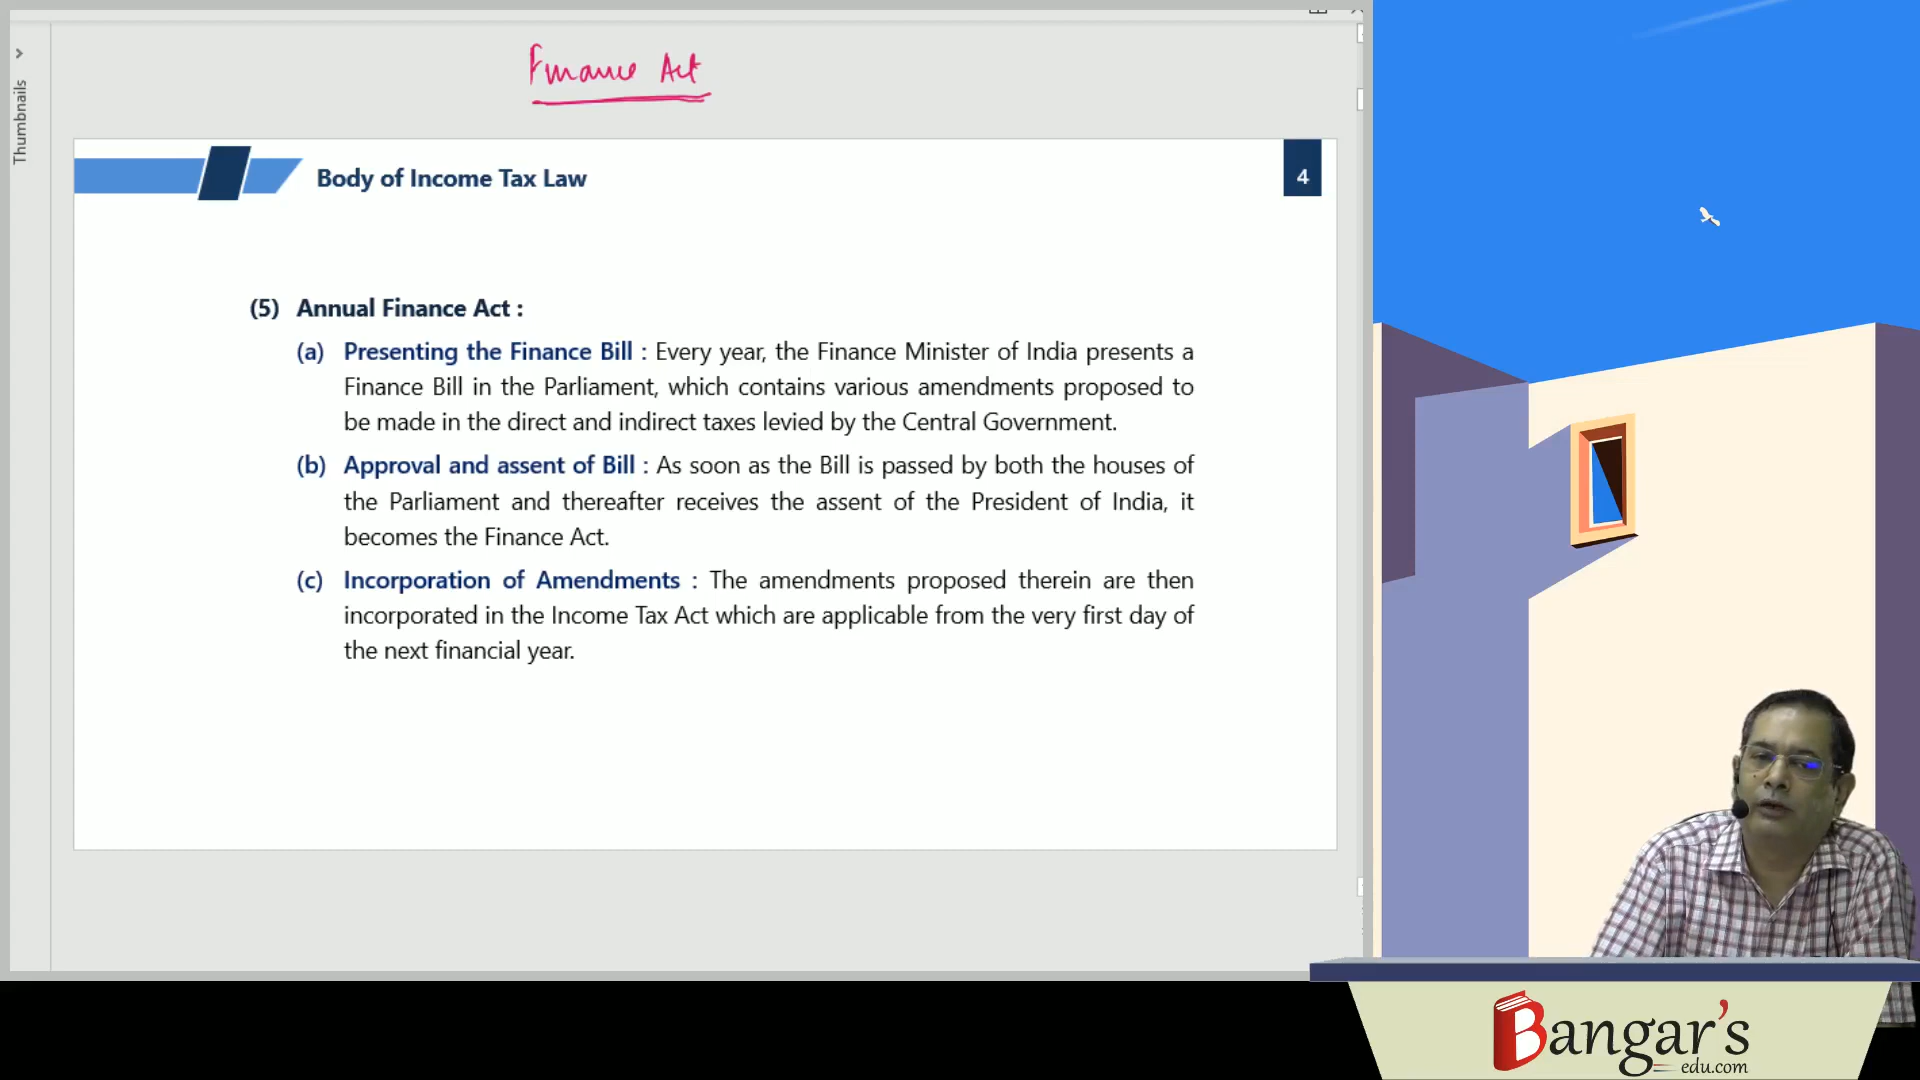 Thumbnails
Finance Act
Body of Income Tax Law
4
(5) Annual Finance Act :
(a) Presenting the Finance Bill : Every year, the Finance Minister of India presents a
Finance Bill in the Parliament, which contains various amendments proposed to
be made in the direct and indirect taxes levied by the Central Government.
(b) Approval and assent of Bill : As soon as the Bill is passed by both the houses of
the Parliament and thereafter receives the assent of the President of India, it
becomes the Finance Act.
(c) Incorporation of Amendments : The amendments proposed therein are then
incorporated in the Income Tax Act which are applicable from the very first day of
the next financial year.
Bangar's
edu.com